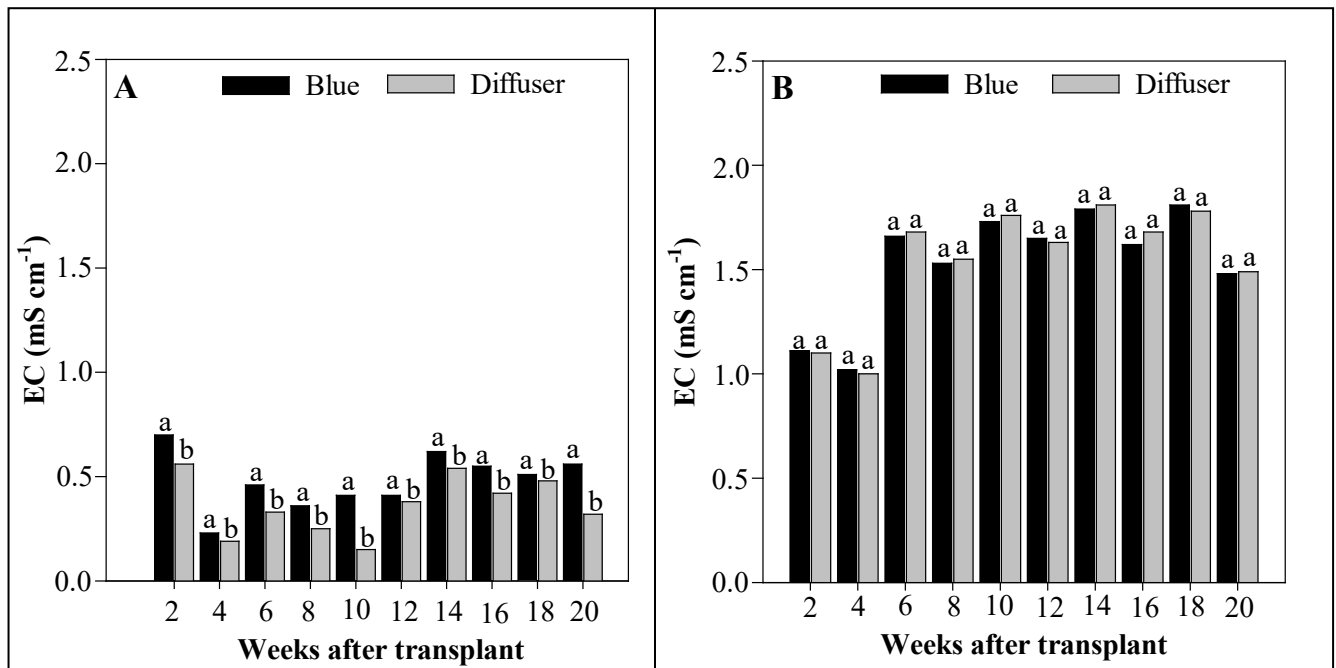 A
Blue Diffuser
2.5
2.0
1.5
1.0
0.5
0.0
EC (mS cm⁻¹)
a b a b a b a b a b a b a b a b a b a b
2 4 6 8 10 12 14 16 18 20
Weeks after transplant
B
Blue Diffuser
2.5
2.0
1.5
1.0
0.5
0.0
EC (mS cm⁻¹)
a a a a a a a a a a a a a a a a a a a a
2 4 6 8 10 12 14 16 18 20
Weeks after transplant